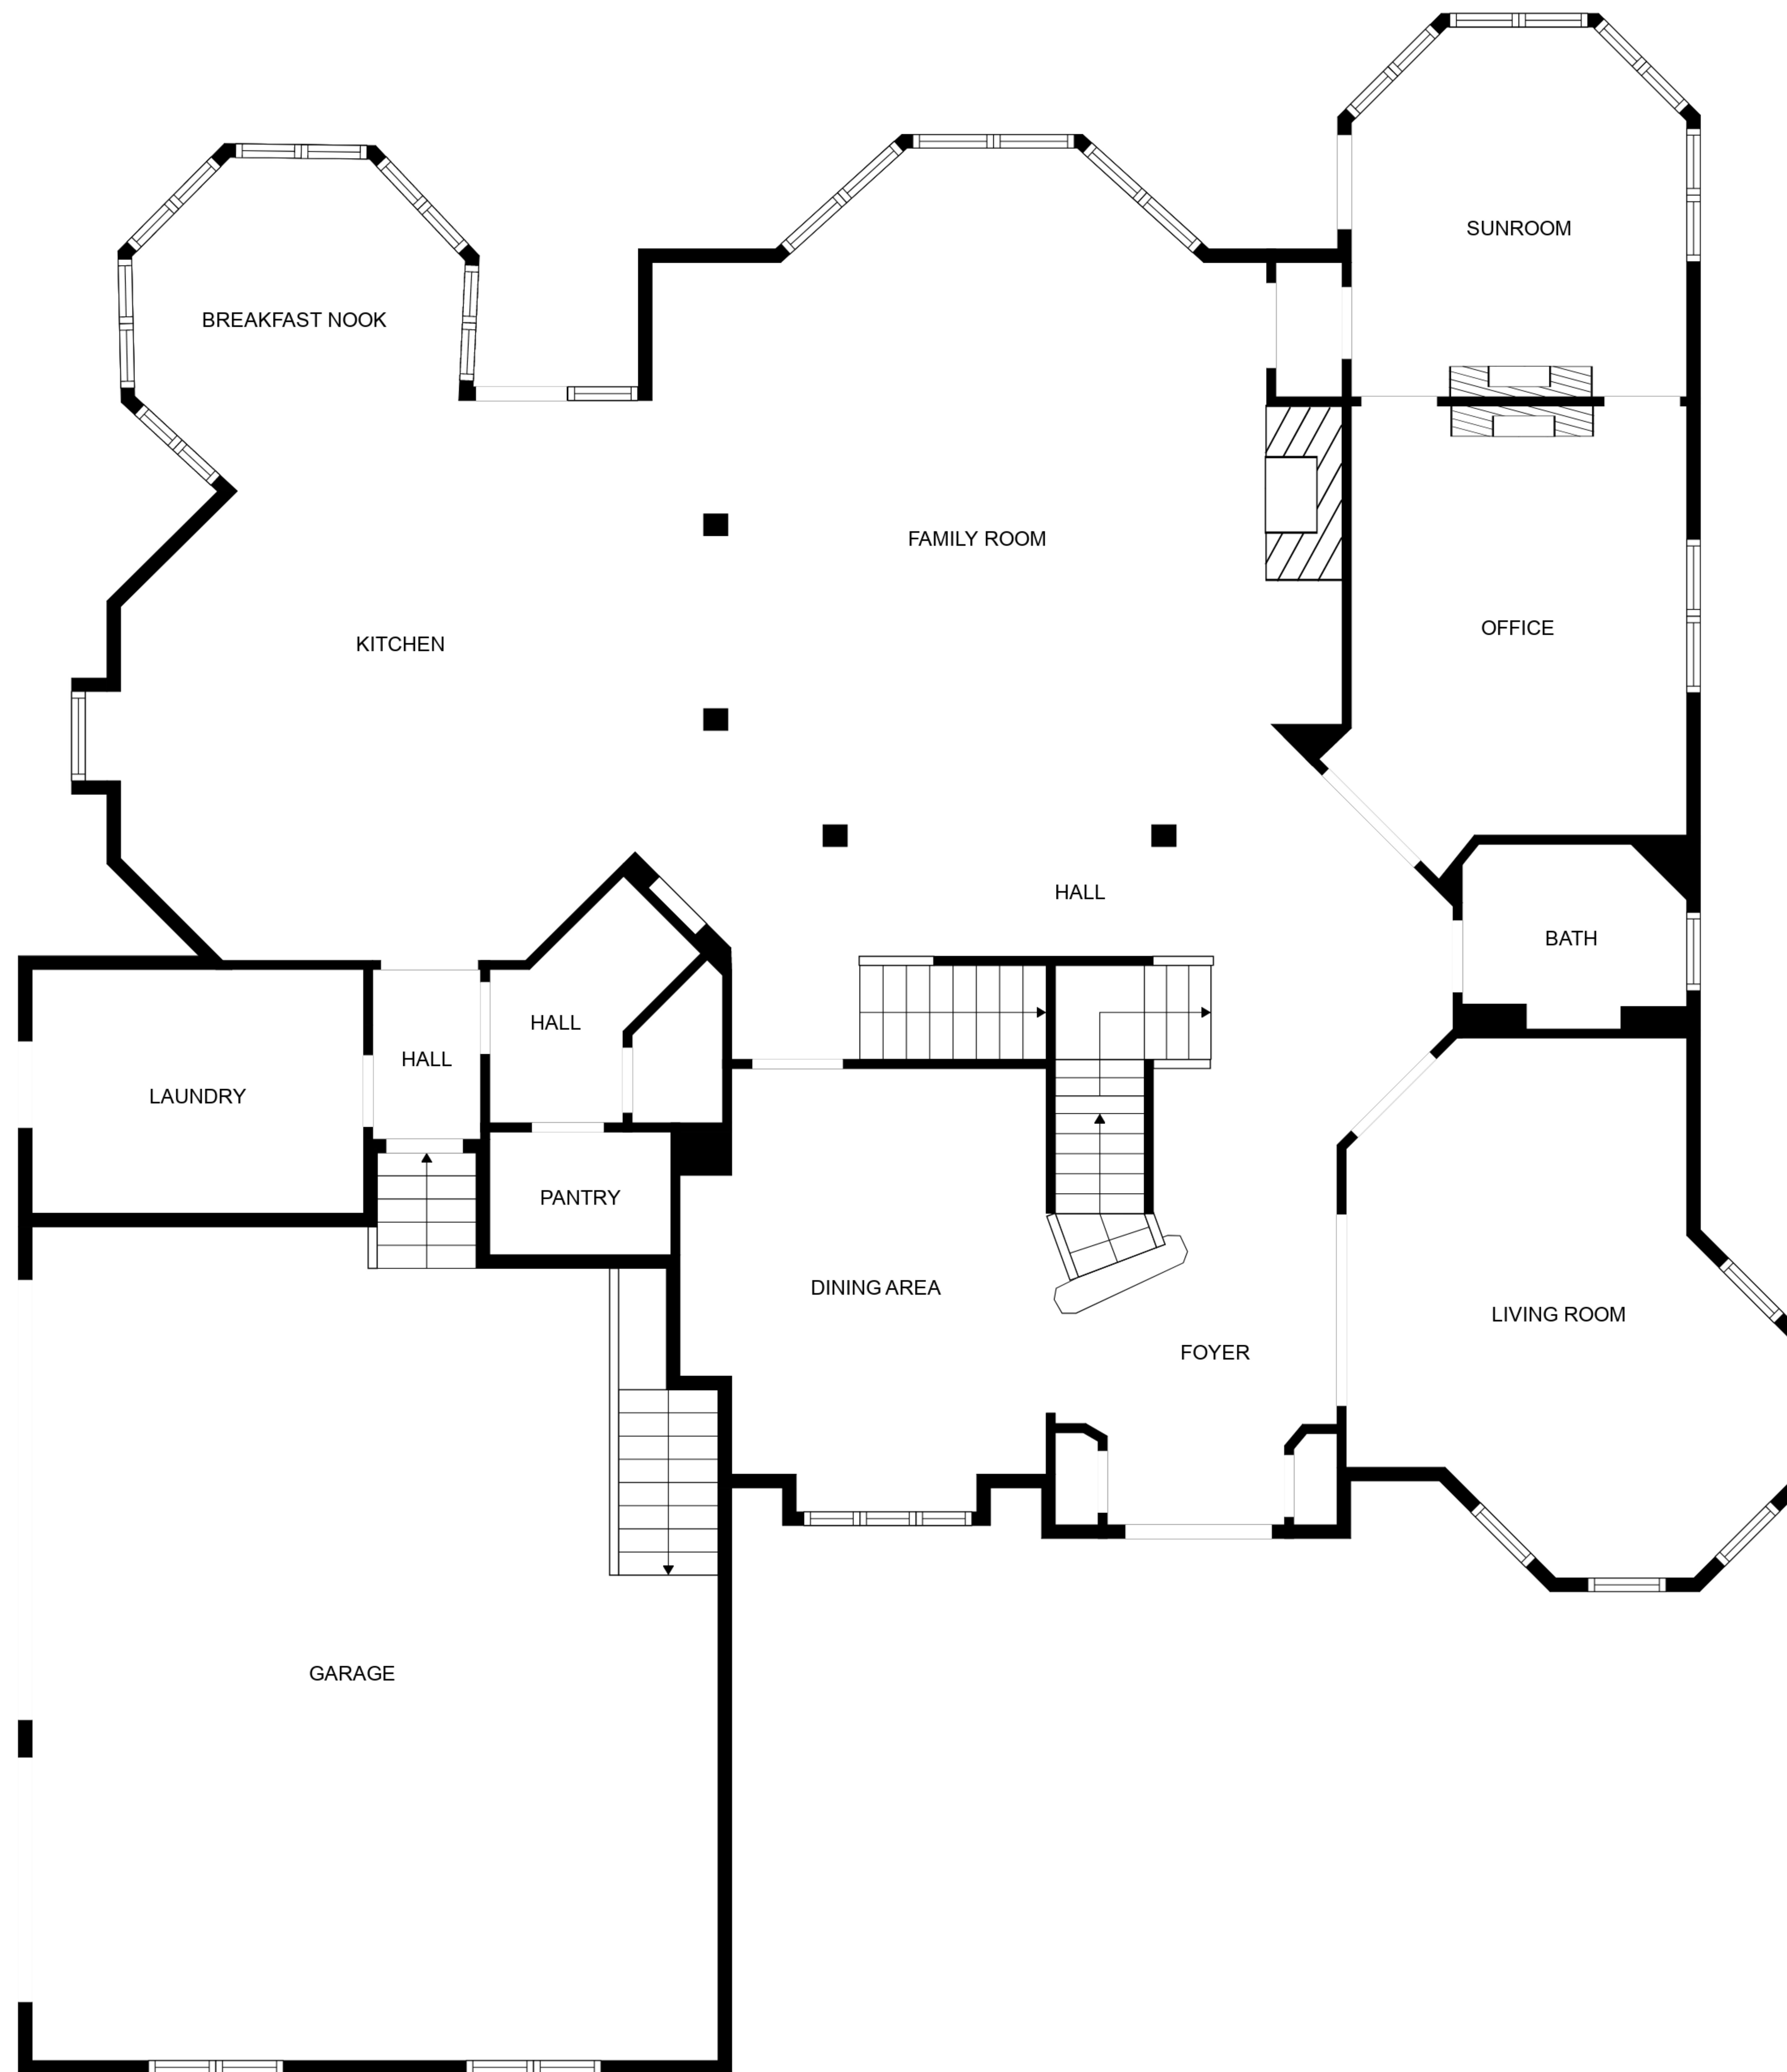 SUNROOM
BREAKFAST NOOK
FAMILY ROOM
OFFICE
KITCHEN
HALL
BATH
HALL
HALL
LAUNDRY
PANTRY
DINING AREA
LIVING ROOM
FOYER
GARAGE